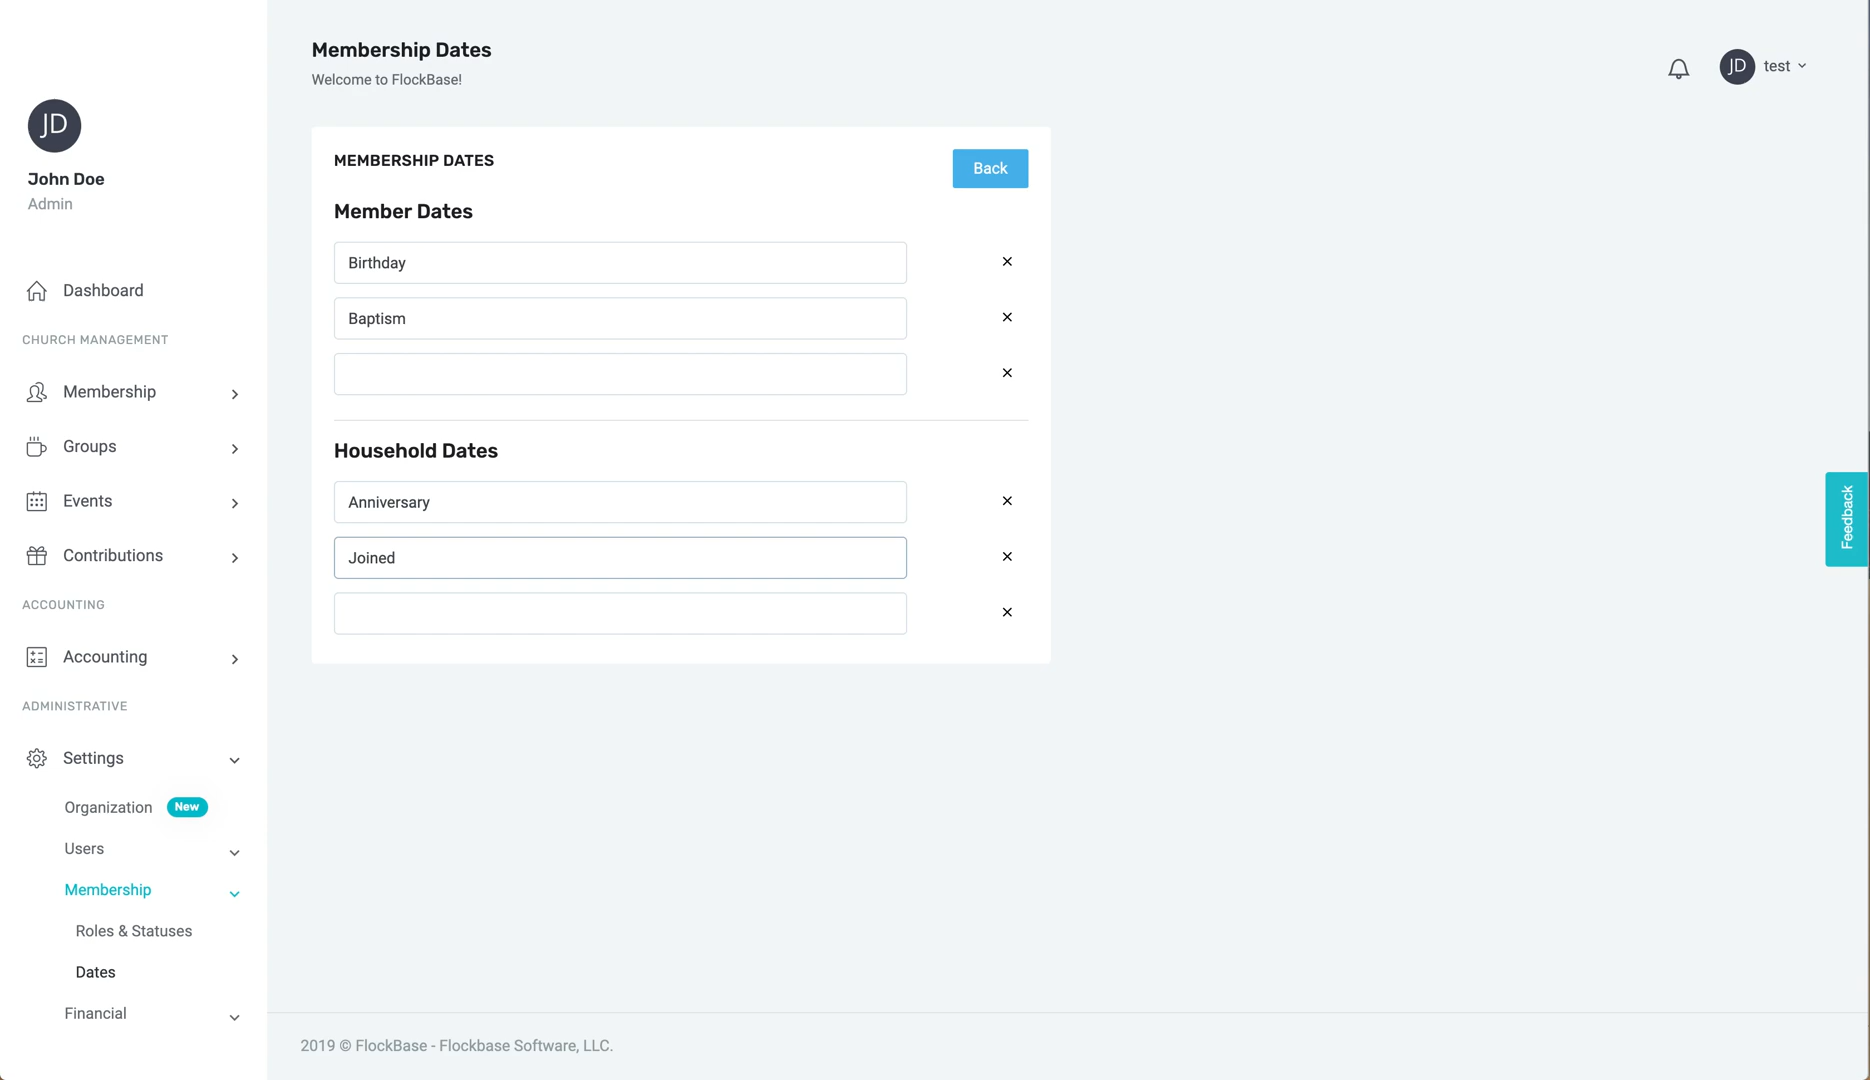 JD
John Doe
Admin
Dashboard
CHURCH MANAGEMENT
Membership
Groups
Events
Contributions
ACCOUNTING
Accounting
ADMINISTRATIVE
Settings
Organization New
Users
Membership
Roles & Statuses
Dates
Financial
Membership Dates
Welcome to FlockBase!
JD test
MEMBERSHIP DATES
Back
Member Dates
Birthday
Baptism
Household Dates
Anniversary
Joined
Feedback
2019 © FlockBase - Flockbase Software, LLC.